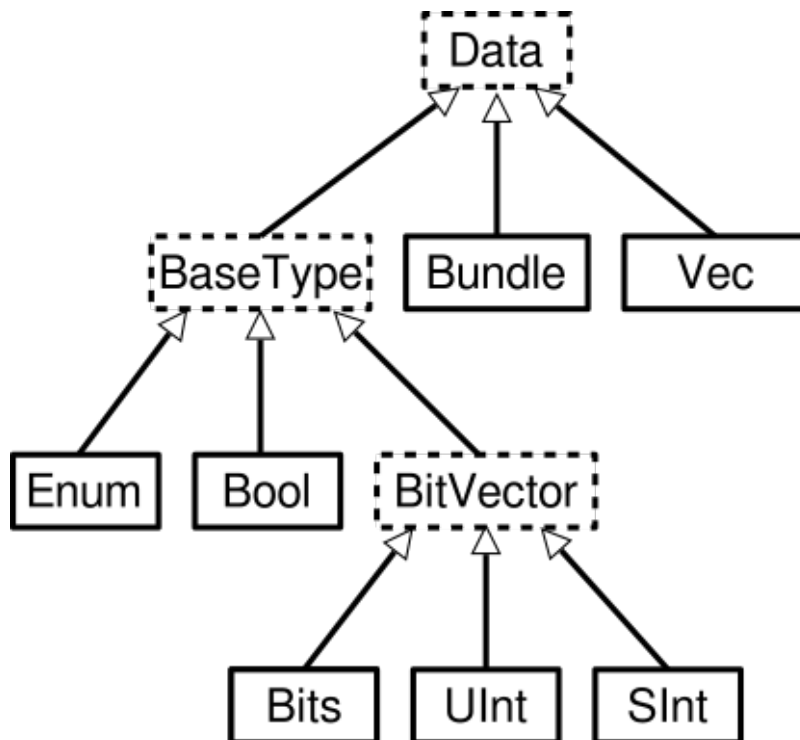 Data
BaseType Bundle Vec
Enum Bool BitVector
Bits UInt SInt